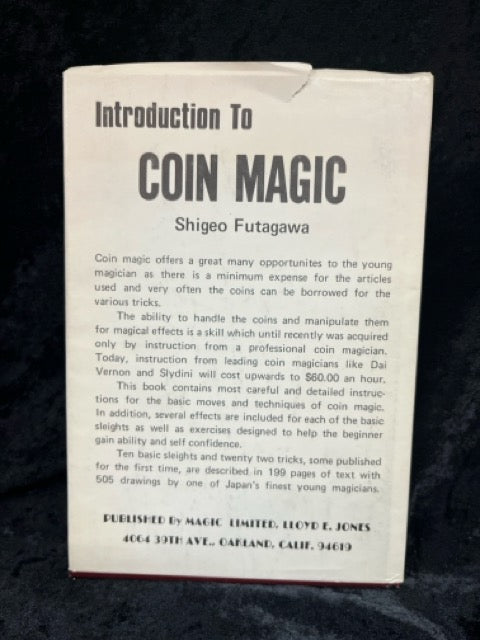 Introduction To
COIN MAGIC
Shigeo Futagawa
Coin magic offers a great many opportunites to the young
magician as there is a minimum expense for the articles
used and very often the coins can be borrowed for the
various tricks.
The ability to handle the coins and manipulate them
for magical effects is a skill which until recently was acquired
only by instruction from a professional coin magician.
Today, instruction from leading coin magicians like Dai
Vernon and Slydini will cost upwards to $60.00 an hour.
This book contains most careful and detailed instruc-
tions for the basic moves and techniques of coin magic.
In addition, several effects are included for each of the basic
sleights as well as exercises designed to help the beginner
gain ability and self confidence.
Ten basic sleights and twenty two tricks, some published
for the first time, are described in 199 pages of text with
505 drawings by one of Japan's finest young magicians.
PUBLISHED By MAGIC LIMITED, LLOYD E. JONES
4064 39TH AVE., OAKLAND, CALIF. 94619